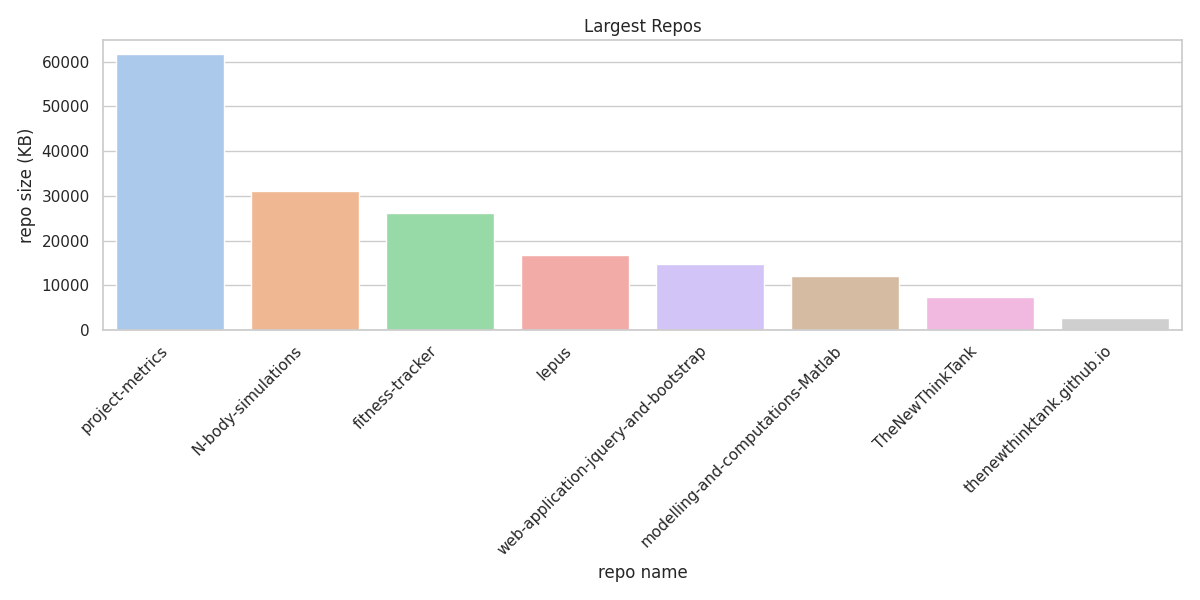 Largest Repos
repo size (KB)
60000
50000
40000
30000
20000
10000
0
project-metrics
N-body-simulations
fitness-tracker
lepus
web-application-jquery-and-bootstrap
modelling-and-computations-Matlab
TheNewThinkTank
thenewthinktank.github.io
repo name